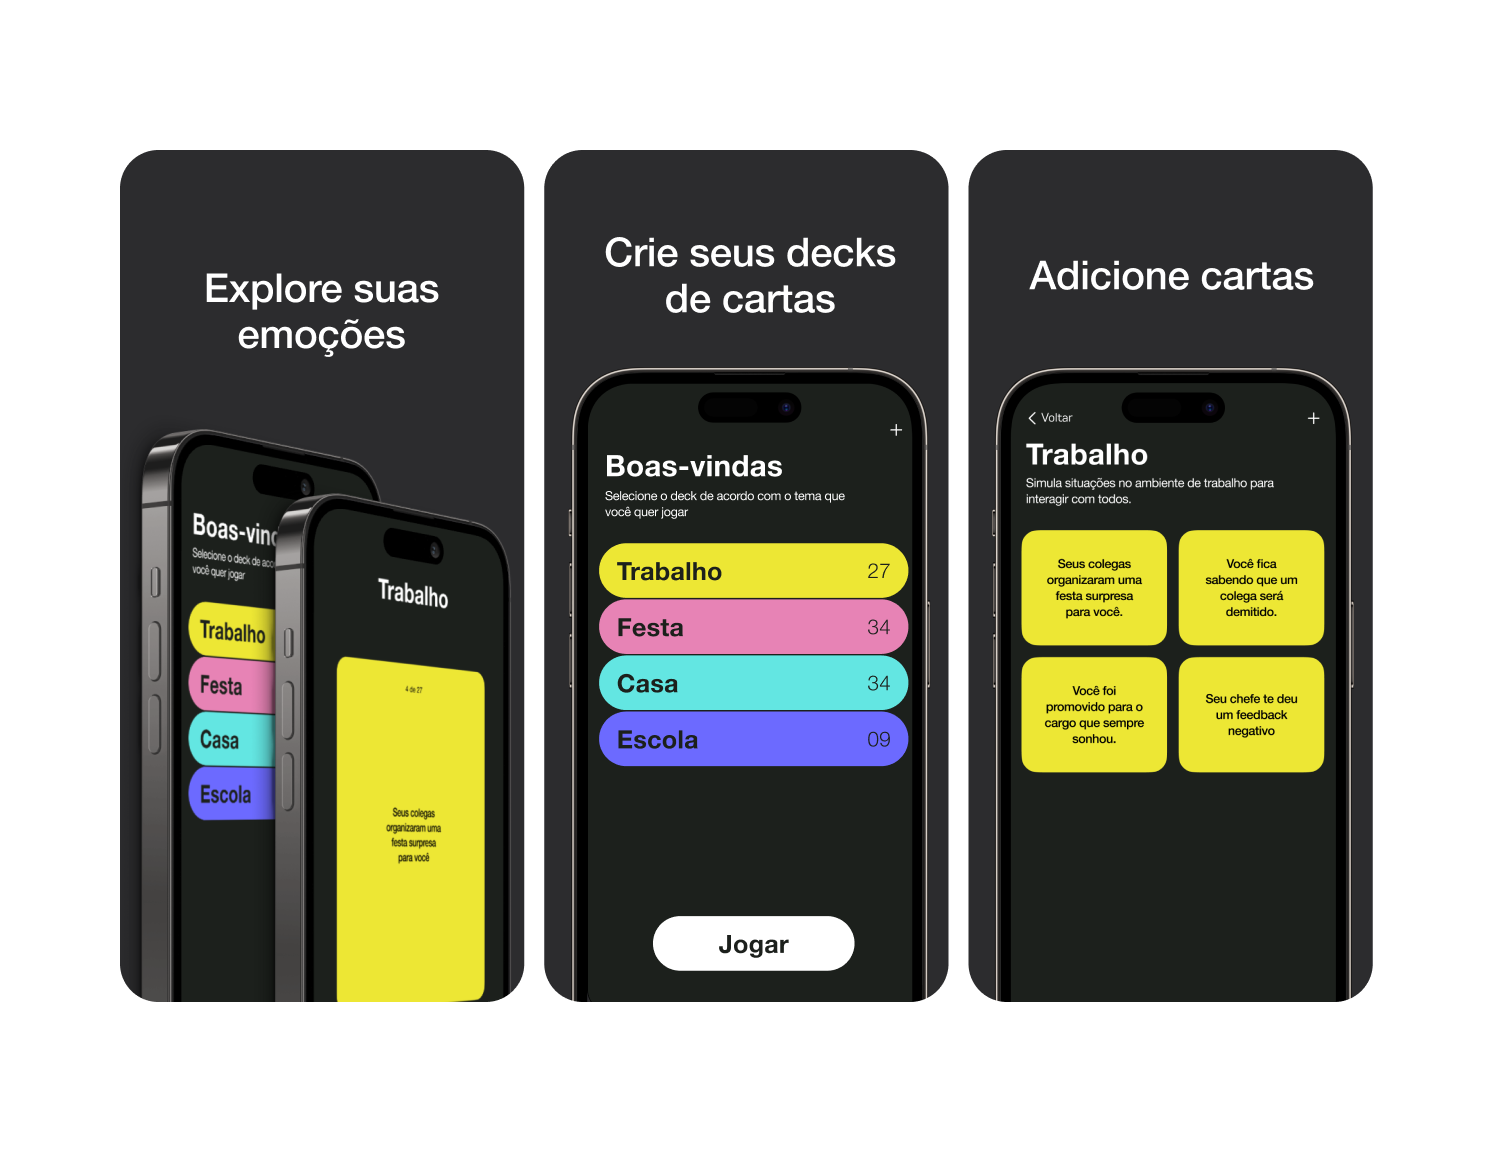 Explore suas
emoções
Boas-vind
Selecione o deck de aco
você quer jogar
Trabalho
Festa
Casa
Escola
Trabalho
4 de 27
Seus colegas
organizaram uma
festa surpresa
para você
Crie seus decks
de cartas
+
Boas-vindas
Selecione o deck de acordo com o tema que
você quer jogar
Trabalho 27
Festa 34
Casa 34
Escola 09
Jogar
Adicione cartas
Voltar +
Trabalho
Simula situações no ambiente de trabalho para
interagir com todos.
Seus colegas
organizaram uma
festa surpresa
para você.
Você fica
sabendo que um
colega será
demitido.
Você foi
promovido para o
cargo que sempre
sonhou.
Seu chefe te deu
um feedback
negativo